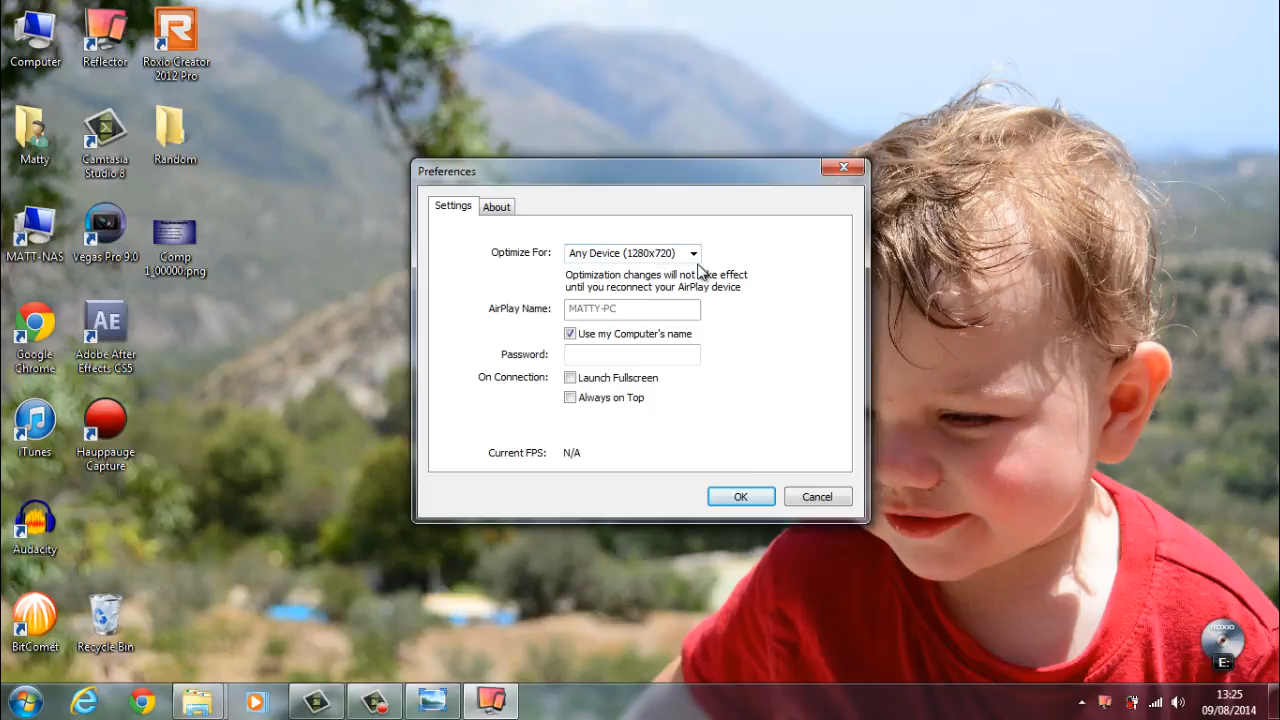 Computer
Reflector
Roxio Creator
2012 Pro
Matty
Camtasia
Studio 8
Random
MATT-NAS
Vegas Pro 9.0
Comp
1_00000.png
Google
Chrome
Adobe After
Effects CS5
iTunes
Hauppauge
Capture
Audacity
BitComet
Recycle Bin
Preferences
Settings
About
Optimize For:
Any Device (1280x720)
Optimization changes will not take effect
until you reconnect your AirPlay device
AirPlay Name:
MATTY-PC
Use my Computer's name
Password:
On Connection:
Launch Fullscreen
Always on Top
Current FPS:
N/A
OK
Cancel
ROXIO
E:
13:25
09/08/2014